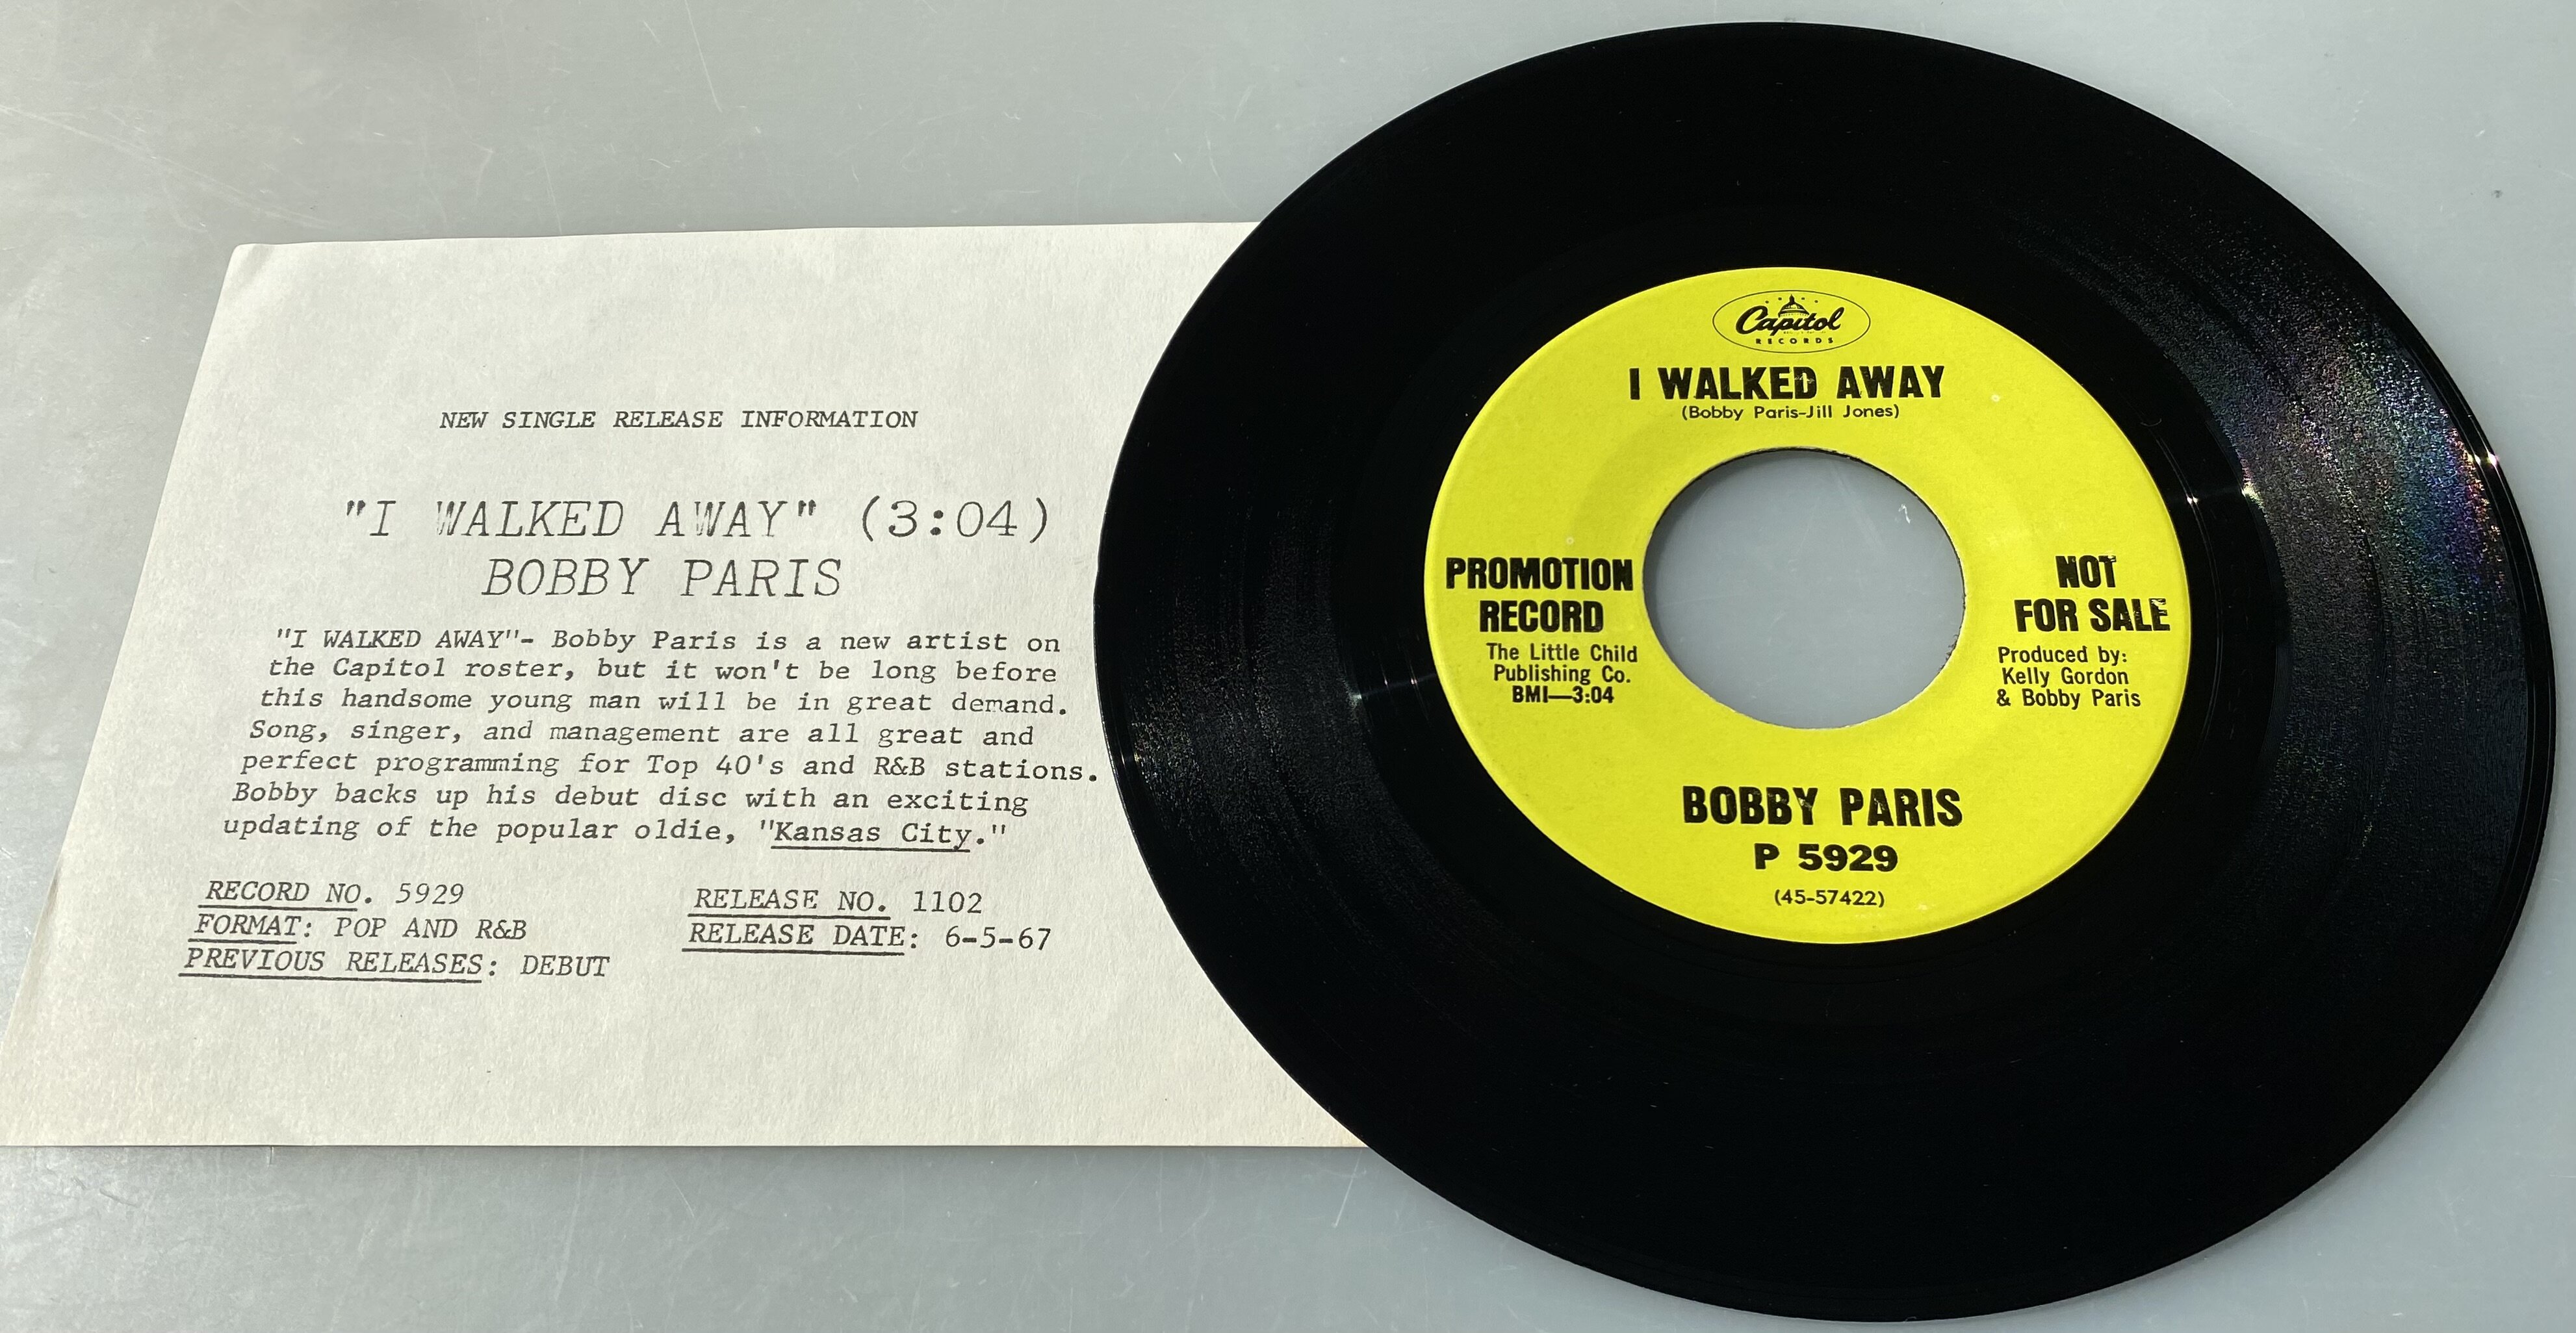 NEW SINGLE RELEASE INFORMATION
"I WALKED AWAY" (3:04)
BOBBY PARIS
"I WALKED AWAY"- Bobby Paris is a new artist on
the Capitol roster, but it won't be long before
this handsome young man will be in great demand.
Song, singer, and management are all great and
perfect programming for Top 40's and R&B stations.
Bobby backs up his debut disc with an exciting
updating of the popular oldie, "Kansas City."
RECORD NO. 5929
FORMAT: POP AND R&B
PREVIOUS RELEASES: DEBUT
RELEASE NO. 1102
RELEASE DATE: 6-5-67
Capitol
RECORDS
I WALKED AWAY
(Bobby Paris-Jill Jones)
PROMOTION
RECORD
The Little Child
Publishing Co.
BMI—3:04
NOT
FOR SALE
Produced by:
Kelly Gordon
& Bobby Paris
BOBBY PARIS
P 5929
(45-57422)